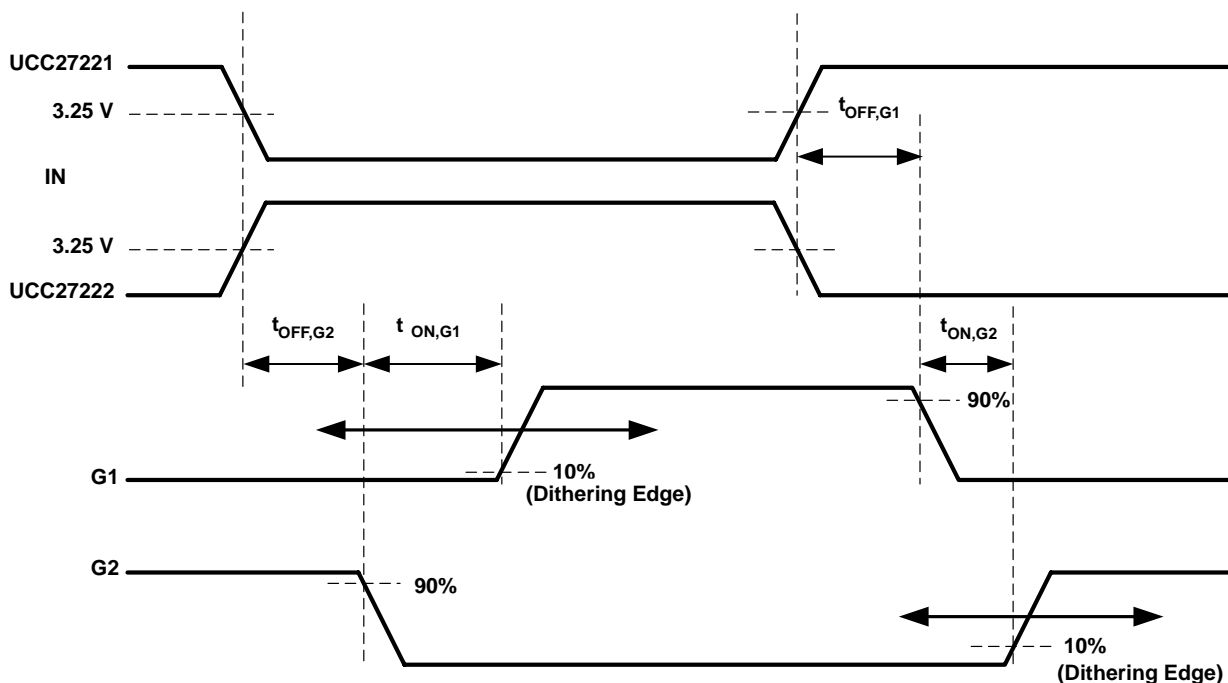 UCC27221
3.25 V
tOFF,G1
IN
3.25 V
UCC27222
tOFF,G2
t ON,G1
tON,G2
90%
G1
10%
(Dithering Edge)
G2
90%
10%
(Dithering Edge)